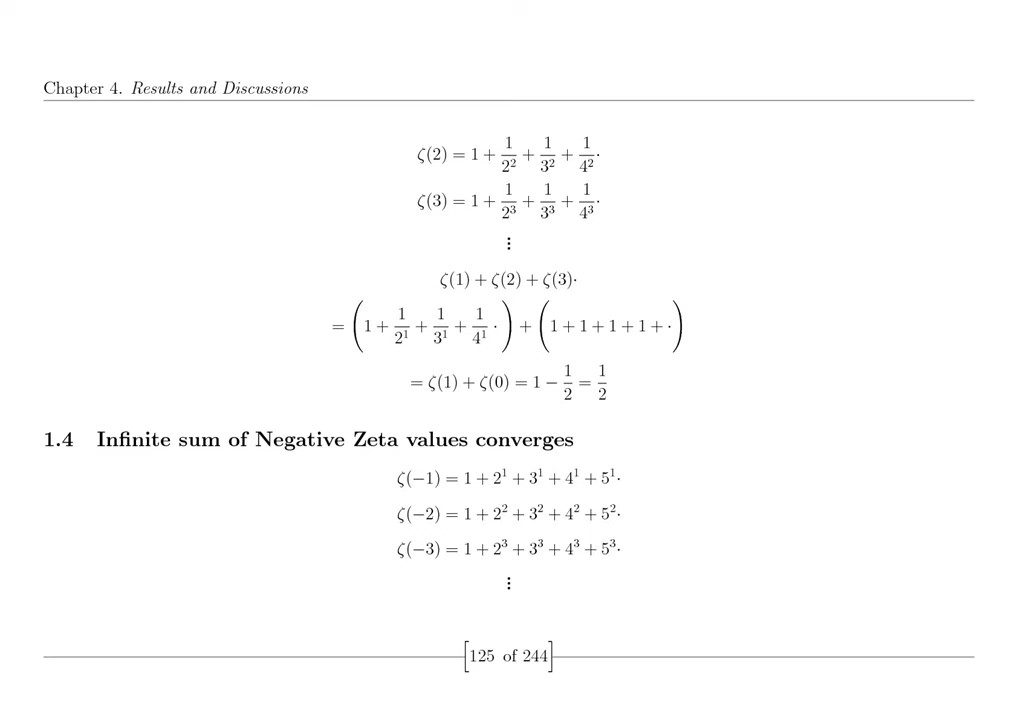 Chapter 4. Results and Discussions
ζ(2) = 1 + 1/2² + 1/3² + 1/4² ·
ζ(3) = 1 + 1/2³ + 1/3³ + 1/4³ ·
⋮
ζ(1) + ζ(2) + ζ(3)·
= (1 + 1/2¹ + 1/3¹ + 1/4¹ ·) + (1 + 1 + 1 + 1 + ·)
= ζ(1) + ζ(0) = 1 − 1/2 = 1/2
1.4 Infinite sum of Negative Zeta values converges
ζ(−1) = 1 + 2¹ + 3¹ + 4¹ + 5¹·
ζ(−2) = 1 + 2² + 3² + 4² + 5²·
ζ(−3) = 1 + 2³ + 3³ + 4³ + 5³·
⋮
[125 of 244]